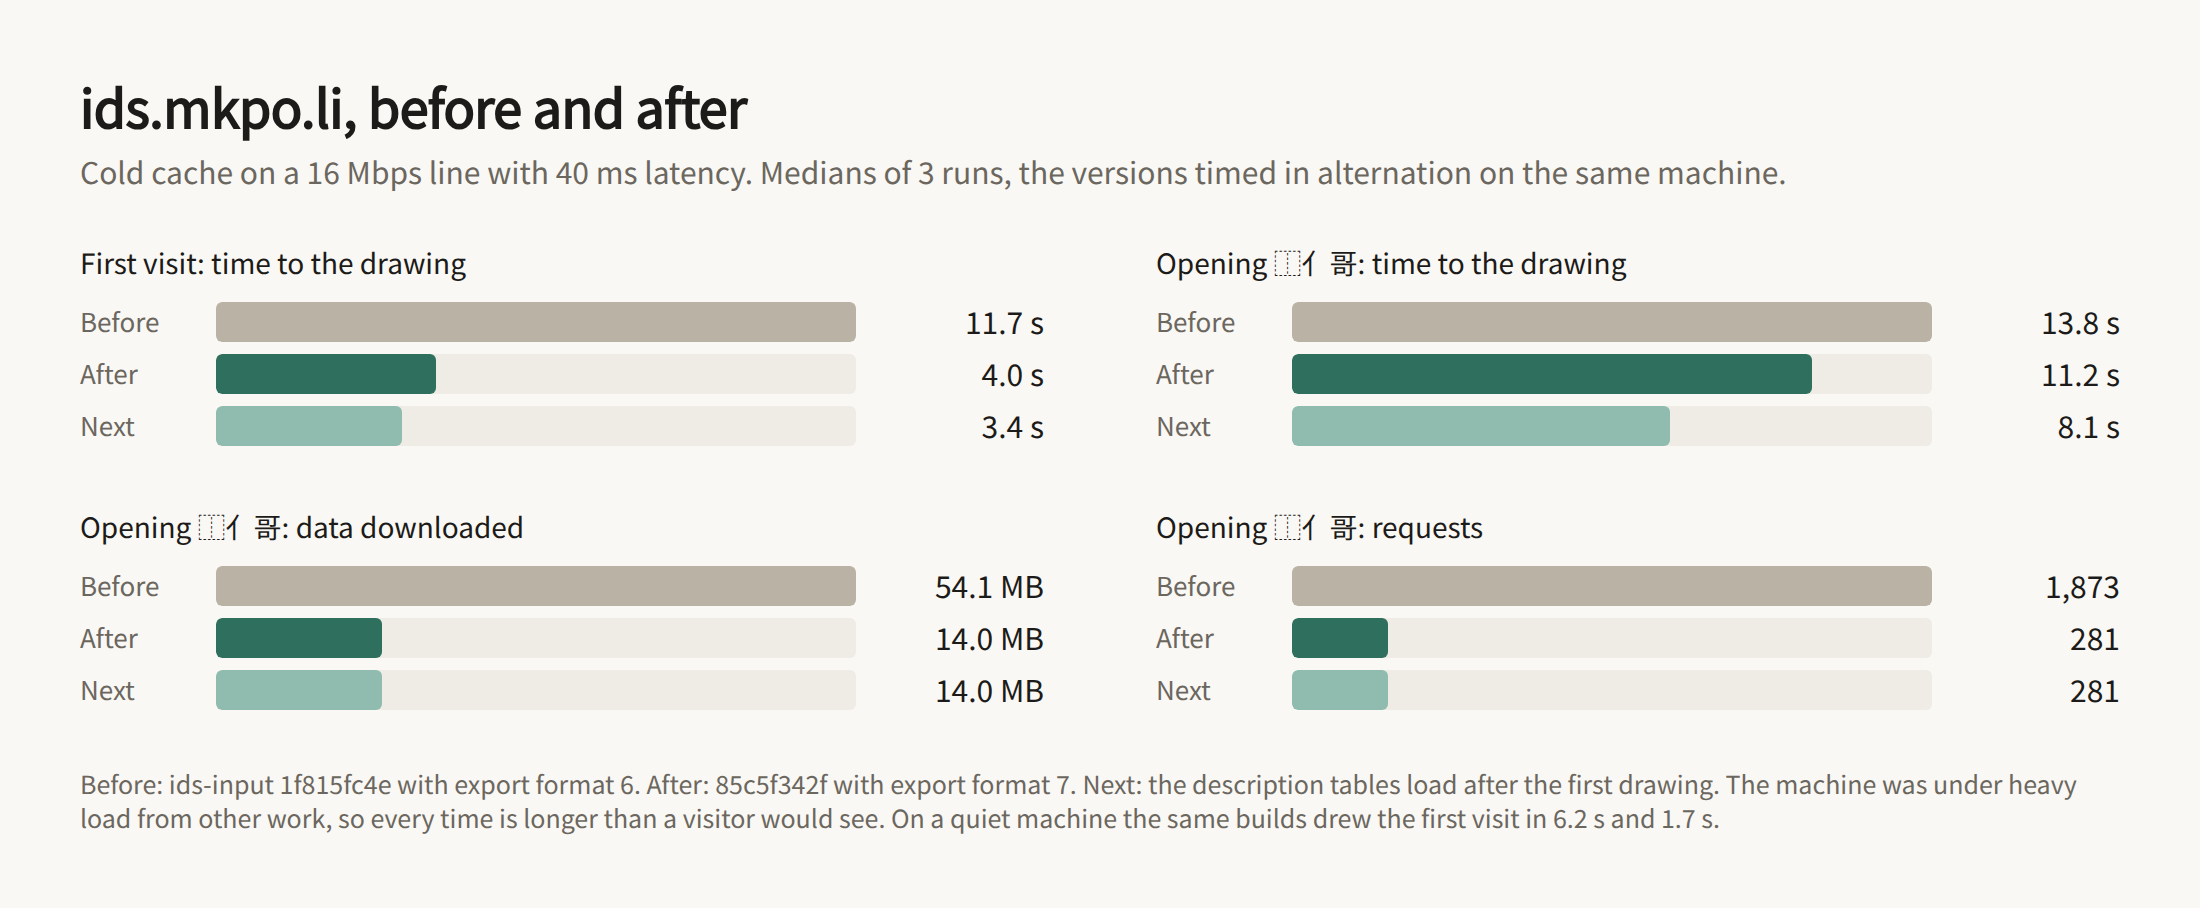 ids.mkpo.li, before and after
Cold cache on a 16 Mbps line with 40 ms latency. Medians of 3 runs, the versions timed in alternation on the same machine.
First visit: time to the drawing
Before 11.7 s
After 4.0 s
Next 3.4 s
Opening ⿰亻哥: time to the drawing
Before 13.8 s
After 11.2 s
Next 8.1 s
Opening ⿰亻哥: data downloaded
Before 54.1 MB
After 14.0 MB
Next 14.0 MB
Opening ⿰亻哥: requests
Before 1,873
After 281
Next 281
Before: ids-input 1f815fc4e with export format 6. After: 85c5f342f with export format 7. Next: the description tables load after the first drawing. The machine was under heavy
load from other work, so every time is longer than a visitor would see. On a quiet machine the same builds drew the first visit in 6.2 s and 1.7 s.